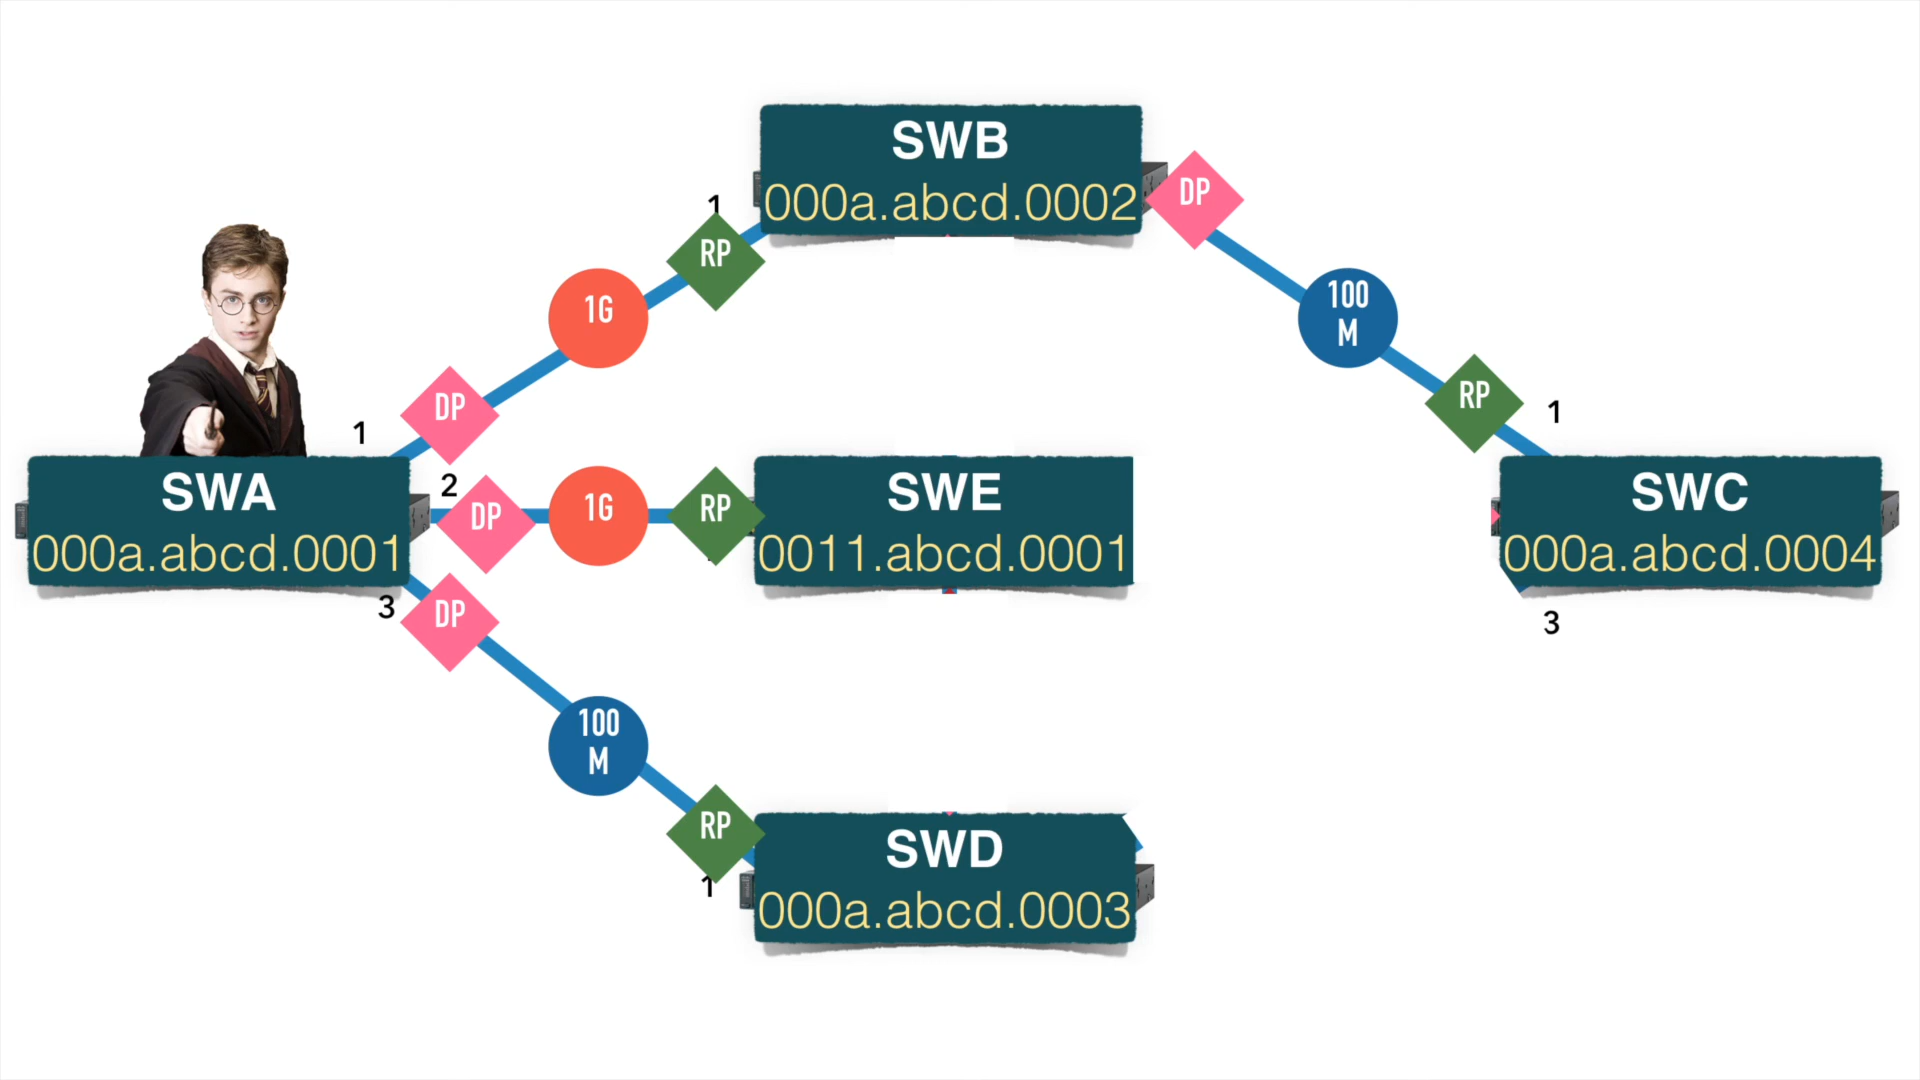 SWB
000a.abcd.0002
DP
1
RP
1G
100
M
DP
RP
1
1
SWA
000a.abcd.0001
2
DP
1G
RP
SWE
0011.abcd.0001
SWC
000a.abcd.0004
3
DP
3
100
M
RP
1
SWD
000a.abcd.0003